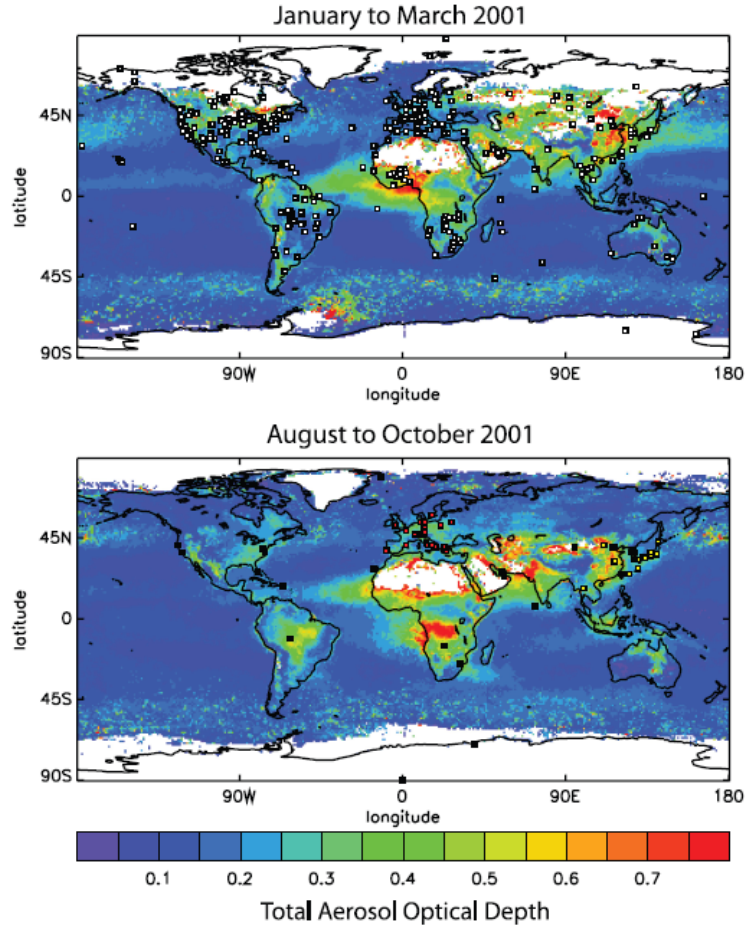 January to March 2001
45N
0
45S
90S
latitude
90W 0 90E 180
longitude
August to October 2001
45N
0
45S
90S
latitude
90W 0 90E 180
longitude
0.1 0.2 0.3 0.4 0.5 0.6 0.7
Total Aerosol Optical Depth